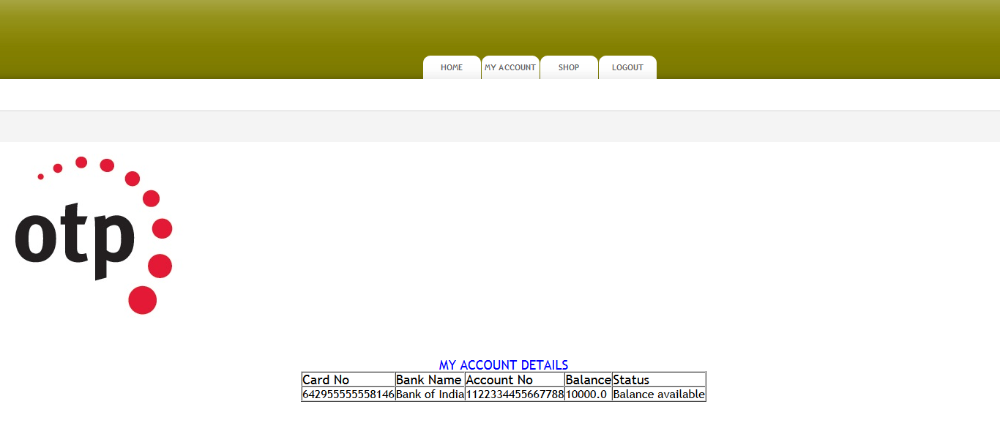 HOME MY ACCOUNT SHOP LOGOUT
otp
MY ACCOUNT DETAILS
Card No Bank Name Account No Balance Status
642955555558146 Bank of India 1122334455667788 10000.0 Balance available